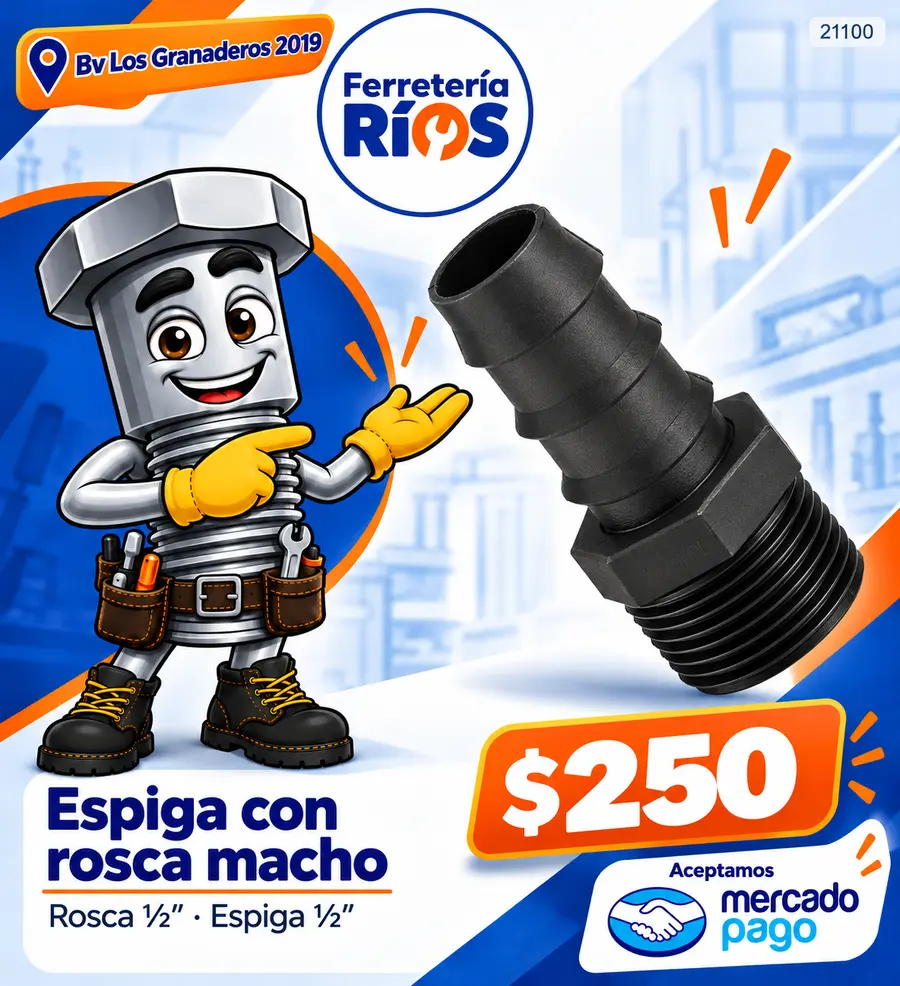 Bv Los Granaderos 2019
Ferretería
Ríos
21100
$250
Espiga con
rosca macho
Rosca ½” · Espiga ½”
Aceptamos
mercado
pago